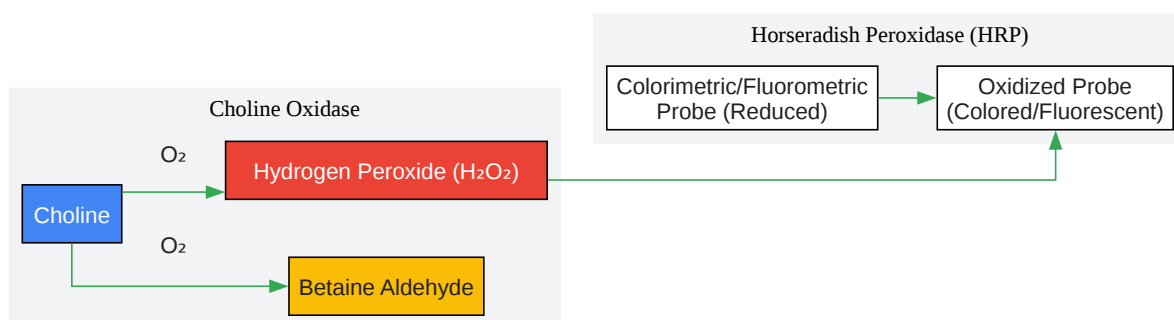 Horseradish Peroxidase (HRP)
Colorimetric/Fluorometric
Probe (Reduced)
Oxidized Probe
(Colored/Fluorescent)
Choline Oxidase
O₂
Hydrogen Peroxide (H₂O₂)
Choline
O₂
Betaine Aldehyde